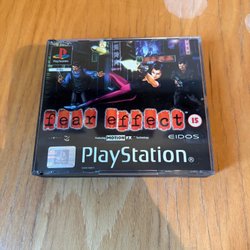 PlayStation
fear effect
15
MOTION FX
EIDOS
PlayStation